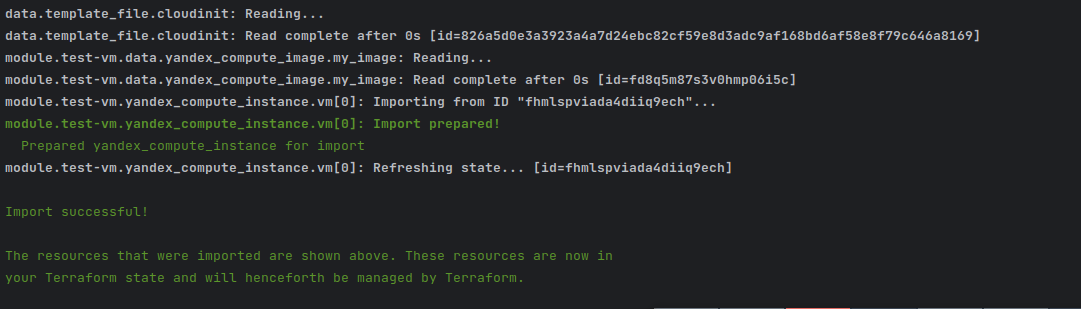 data.template_file.cloudinit: Reading...
data.template_file.cloudinit: Read complete after 0s [id=826a5d0e3a3923a4a7d24ebc82cf59e8d3adc9af168bd6af58e8f79c646a8169]
module.test-vm.data.yandex_compute_image.my_image: Reading...
module.test-vm.data.yandex_compute_image.my_image: Read complete after 0s [id=fd8q5m87s3v0hmp06i5c]
module.test-vm.yandex_compute_instance.vm[0]: Importing from ID "fhmlspviada4diiq9ech"...
module.test-vm.yandex_compute_instance.vm[0]: Import prepared!
  Prepared yandex_compute_instance for import
module.test-vm.yandex_compute_instance.vm[0]: Refreshing state... [id=fhmlspviada4diiq9ech]
Import successful!
The resources that were imported are shown above. These resources are now in
your Terraform state and will henceforth be managed by Terraform.